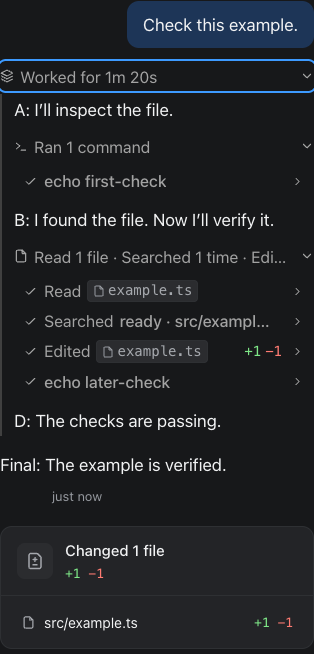 Check this example.
Worked for 1m 20s
A: I'll inspect the file.
Ran 1 command
echo first-check
B: I found the file. Now I'll verify it.
Read 1 file · Searched 1 time · Edi...
Read example.ts
Searched ready · src/exampl...
Edited example.ts +1 −1
echo later-check
D: The checks are passing.
Final: The example is verified.
just now
Changed 1 file
+1 −1
src/example.ts +1 −1